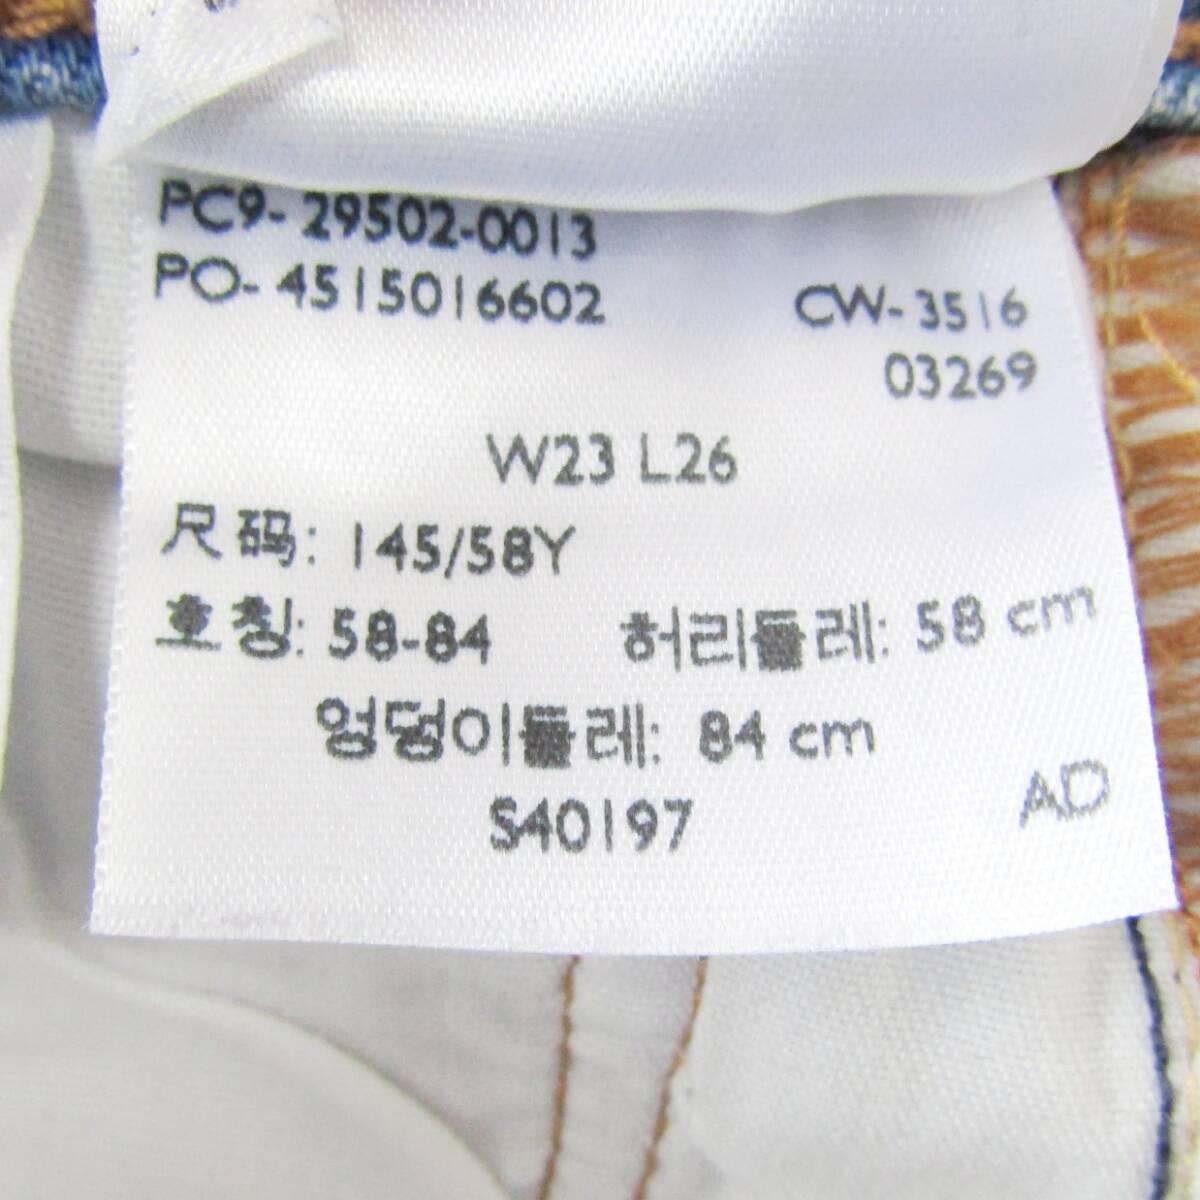 PC9-29502-0013
PO-4515016602 CW-3516
03269
W23 L26
尺码: 145/58Y
호칭: 58-84 허리둘레: 58 cm
엉덩이둘레: 84 cm
S40197 AD